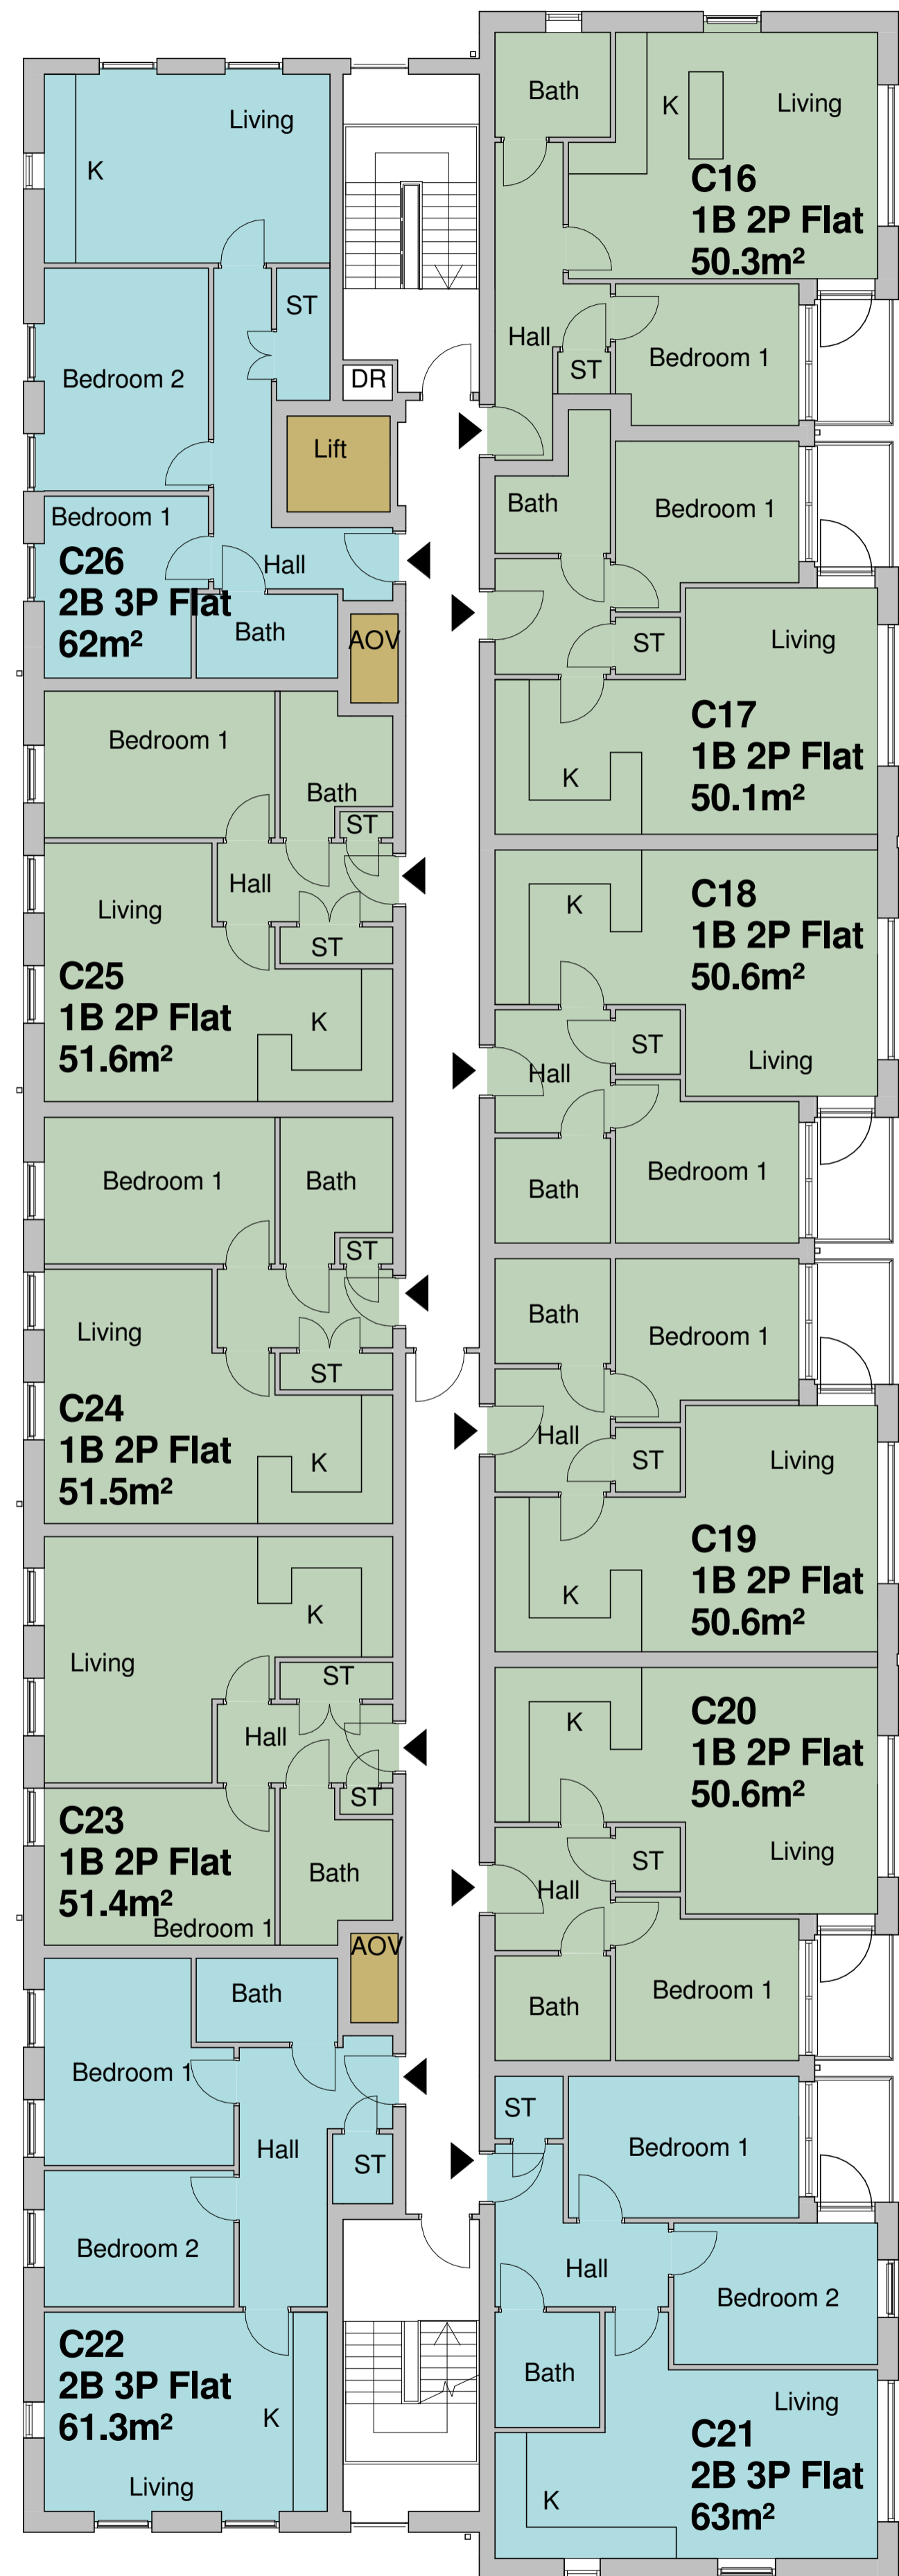 Bath
K
Living
C16
1B 2P Flat
50.3m²
Hall
ST
Bedroom 1
Living
K
ST
Bedroom 2
DR
Lift
Bedroom 1
C26
2B 3P Flat
62m²
Hall
Bath
AOV
Bath
Bedroom 1
ST
Living
C17
1B 2P Flat
50.1m²
K
Bedroom 1
Bath
ST
Hall
Living
ST
C25
1B 2P Flat
51.6m²
K
K
C18
1B 2P Flat
50.6m²
ST
Hall
Living
Bath
Bedroom 1
Bedroom 1
Bath
ST
Living
ST
C24
1B 2P Flat
51.5m²
K
Bath
Bedroom 1
Hall
ST
Living
C19
1B 2P Flat
50.6m²
K
K
Living
ST
Hall
ST
C23
1B 2P Flat
51.4m²
Bath
Bedroom 1
AOV
K
C20
1B 2P Flat
50.6m²
Living
ST
Hall
Bath
Bedroom 1
Bath
Bedroom 1
Hall
ST
Bedroom 2
C22
2B 3P Flat
61.3m²
K
Living
ST
Bedroom 1
Hall
Bedroom 2
Bath
Living
C21
2B 3P Flat
63m²
K